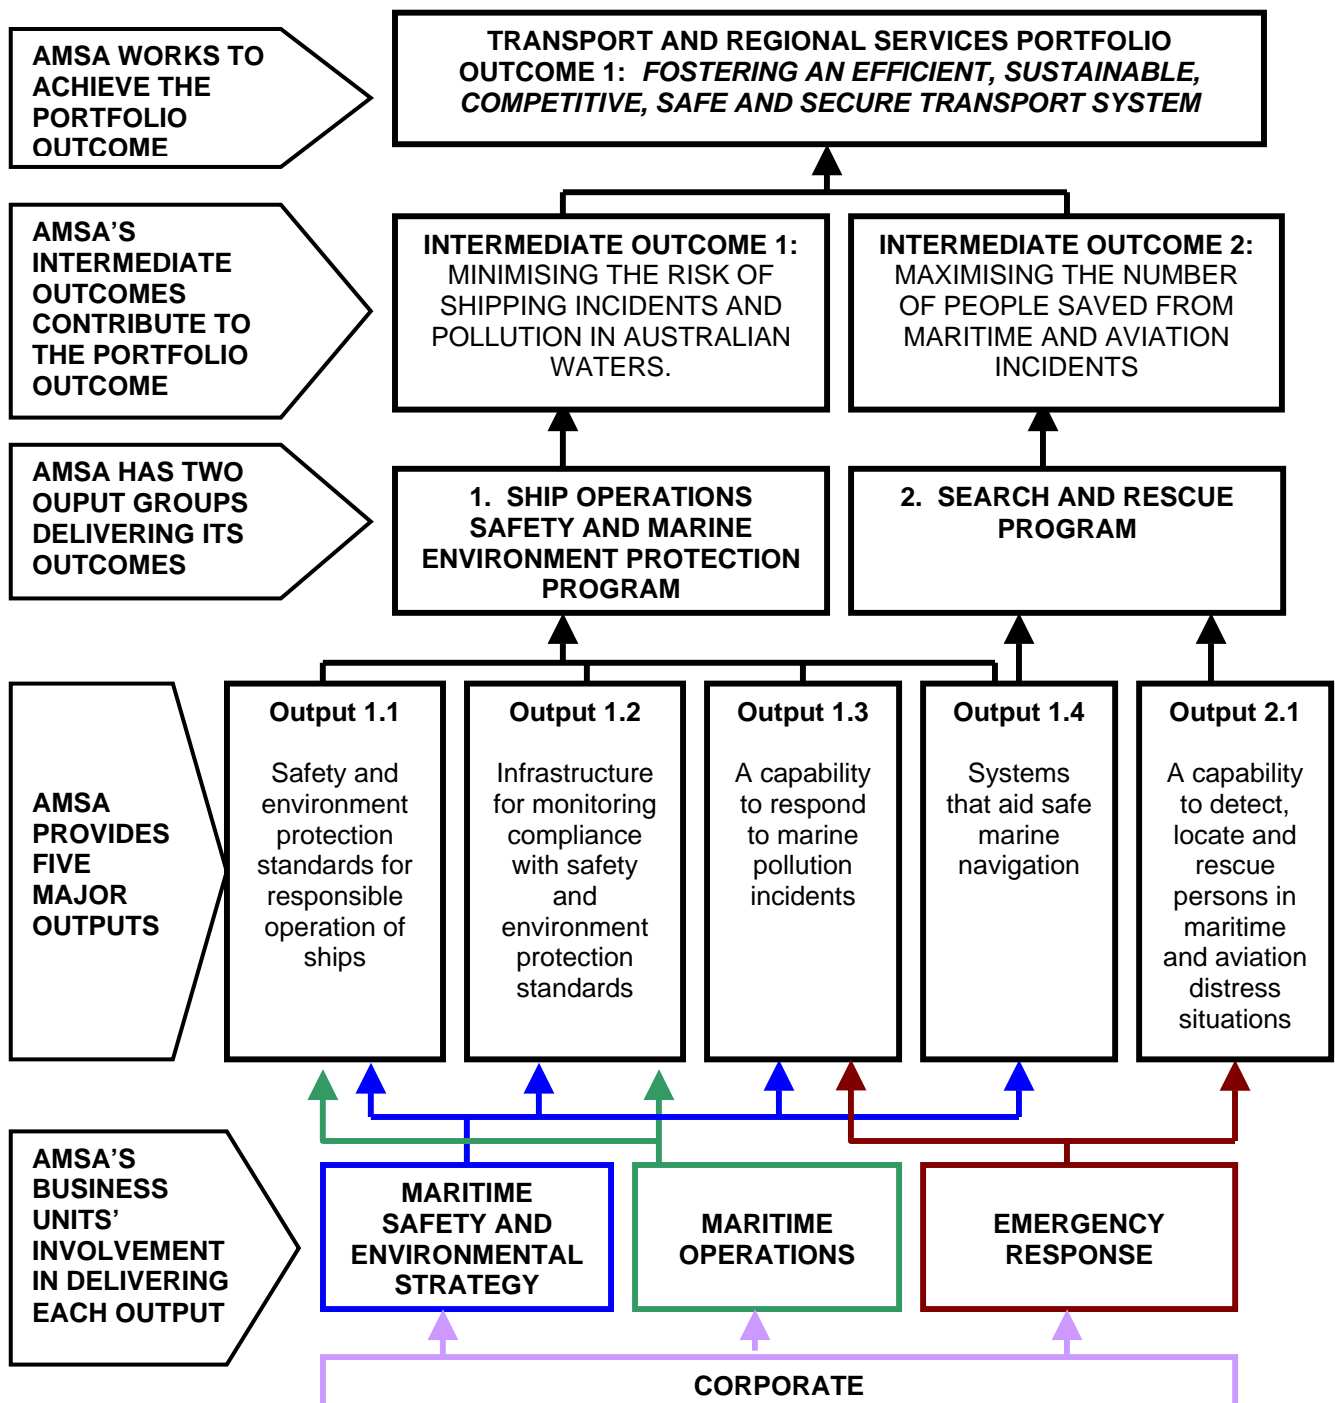 AMSA WORKS TO
ACHIEVE THE
PORTFOLIO
OUTCOME
TRANSPORT AND REGIONAL SERVICES PORTFOLIO
OUTCOME 1: FOSTERING AN EFFICIENT, SUSTAINABLE,
COMPETITIVE, SAFE AND SECURE TRANSPORT SYSTEM
AMSA'S
INTERMEDIATE
OUTCOMES
CONTRIBUTE TO
THE PORTFOLIO
OUTCOME
INTERMEDIATE OUTCOME 1:
MINIMISING THE RISK OF
SHIPPING INCIDENTS AND
POLLUTION IN AUSTRALIAN
WATERS.
INTERMEDIATE OUTCOME 2:
MAXIMISING THE NUMBER
OF PEOPLE SAVED FROM
MARITIME AND AVIATION
INCIDENTS
AMSA HAS TWO
OUPUT GROUPS
DELIVERING ITS
OUTCOMES
1. SHIP OPERATIONS
SAFETY AND MARINE
ENVIRONMENT PROTECTION
PROGRAM
2. SEARCH AND RESCUE
PROGRAM
AMSA
PROVIDES
FIVE
MAJOR
OUTPUTS
Output 1.1
Safety and
environment
protection
standards for
responsible
operation of
ships
Output 1.2
Infrastructure
for monitoring
compliance
with safety
and
environment
protection
standards
Output 1.3
A capability
to respond
to marine
pollution
incidents
Output 1.4
Systems
that aid safe
marine
navigation
Output 2.1
A capability
to detect,
locate and
rescue
persons in
maritime
and aviation
distress
situations
AMSA'S
BUSINESS
UNITS'
INVOLVEMENT
IN DELIVERING
EACH OUTPUT
MARITIME
SAFETY AND
ENVIRONMENTAL
STRATEGY
MARITIME
OPERATIONS
EMERGENCY
RESPONSE
CORPORATE